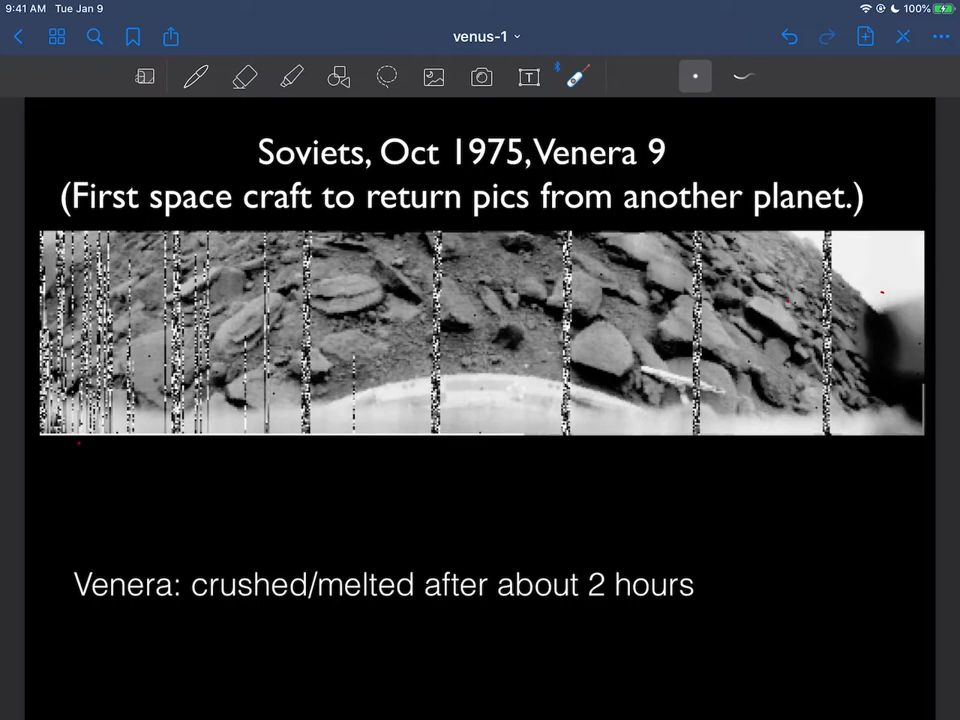 9:41 AM Tue Jan 9
100%
venus-1
T
Soviets, Oct 1975, Venera 9
(First space craft to return pics from another planet.)
Venera: crushed/melted after about 2 hours